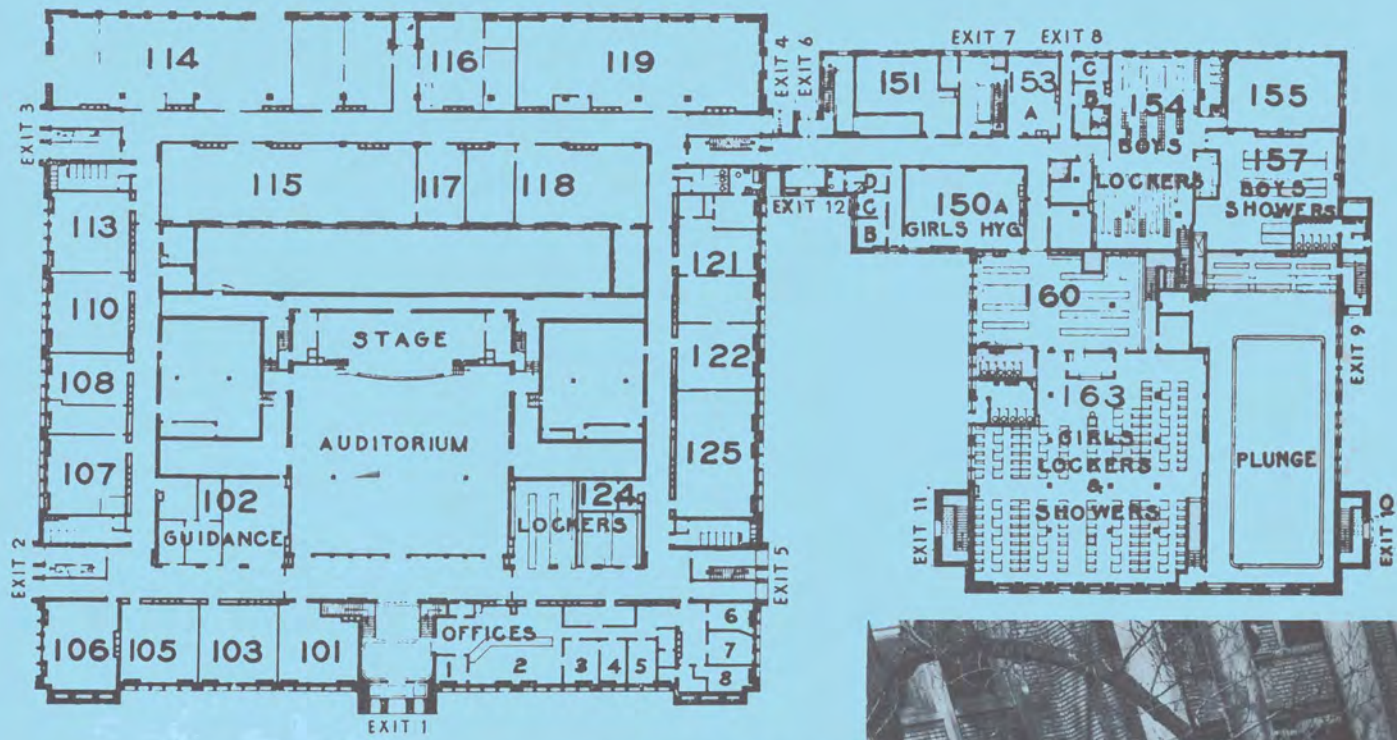 114
116
119
EXIT 4
EXIT 6
EXIT 7
EXIT 8
151
153
A
C
B
154
BOYS
LOCKERS
155
157
BOYS
SHOWERS
EXIT 3
115
117
118
EXIT 12
D
C
B
150A
GIRLS HYG
113
121
110
STAGE
60
122
EXIT 9
108
163
GIRLS
LOCKERS
&
SHOWERS
AUDITORIUM
125
PLUNGE
107
102
GUIDANCE
LOCKERS
124
EXIT 2
EXIT 5
EXIT 11
EXIT 10
106
105
103
101
OFFICES
1
2
3
4
5
6
7
8
EXIT 1